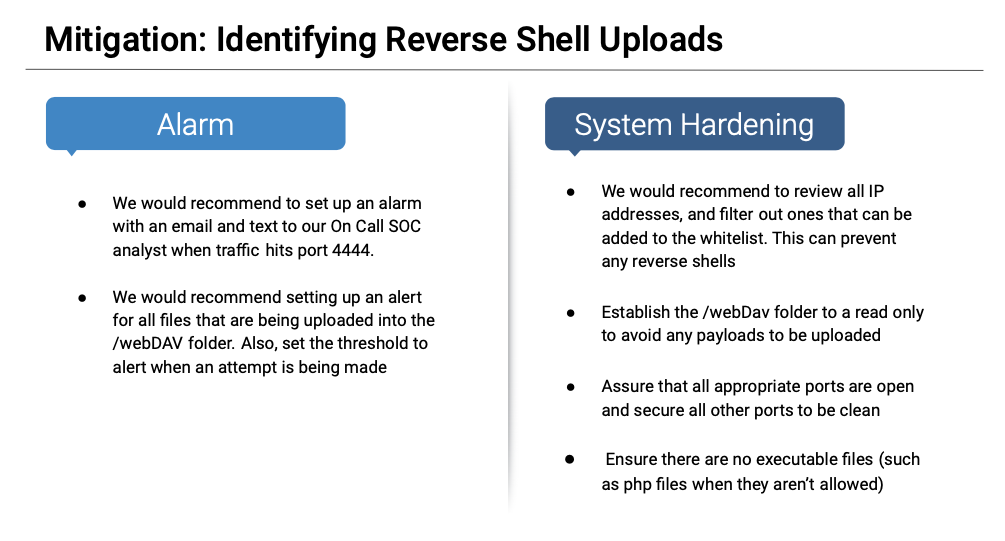 Mitigation: Identifying Reverse Shell Uploads
Alarm
● We would recommend to set up an alarm
with an email and text to our On Call SOC
analyst when traffic hits port 4444.
● We would recommend setting up an alert
for all files that are being uploaded into the
/webDAV folder. Also, set the threshold to
alert when an attempt is being made
System Hardening
● We would recommend to review all IP
addresses, and filter out ones that can be
added to the whitelist. This can prevent
any reverse shells
● Establish the /webDav folder to a read only
to avoid any payloads to be uploaded
● Assure that all appropriate ports are open
and secure all other ports to be clean
● Ensure there are no executable files (such
as php files when they aren’t allowed)